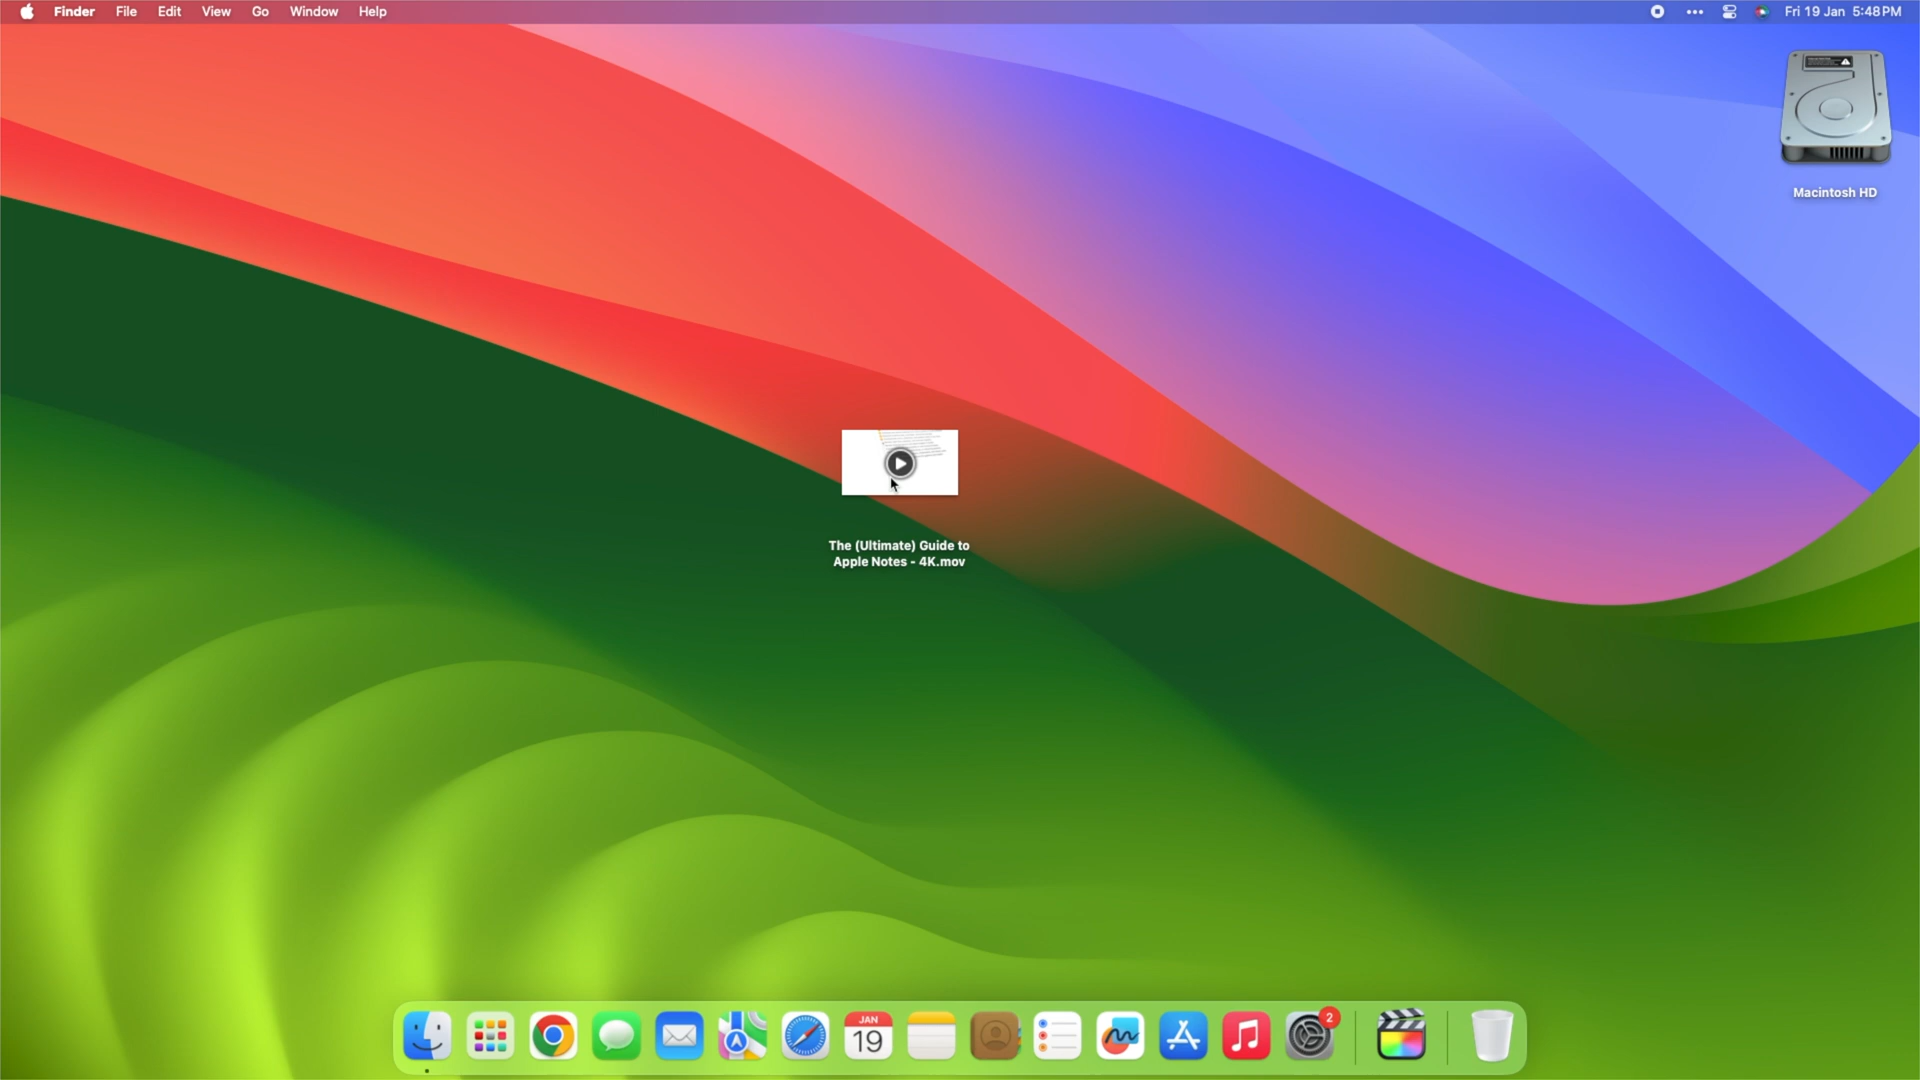 Finder File Edit View Go Window Help Fri 19 Jan 5:48 PM
Macintosh HD
The (Ultimate) Guide to
Apple Notes - 4K.mov
JAN
19
2